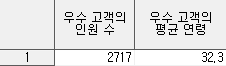 우수 고객의 우수 고객의
인원 수 평균 연령
1 2717 32,3